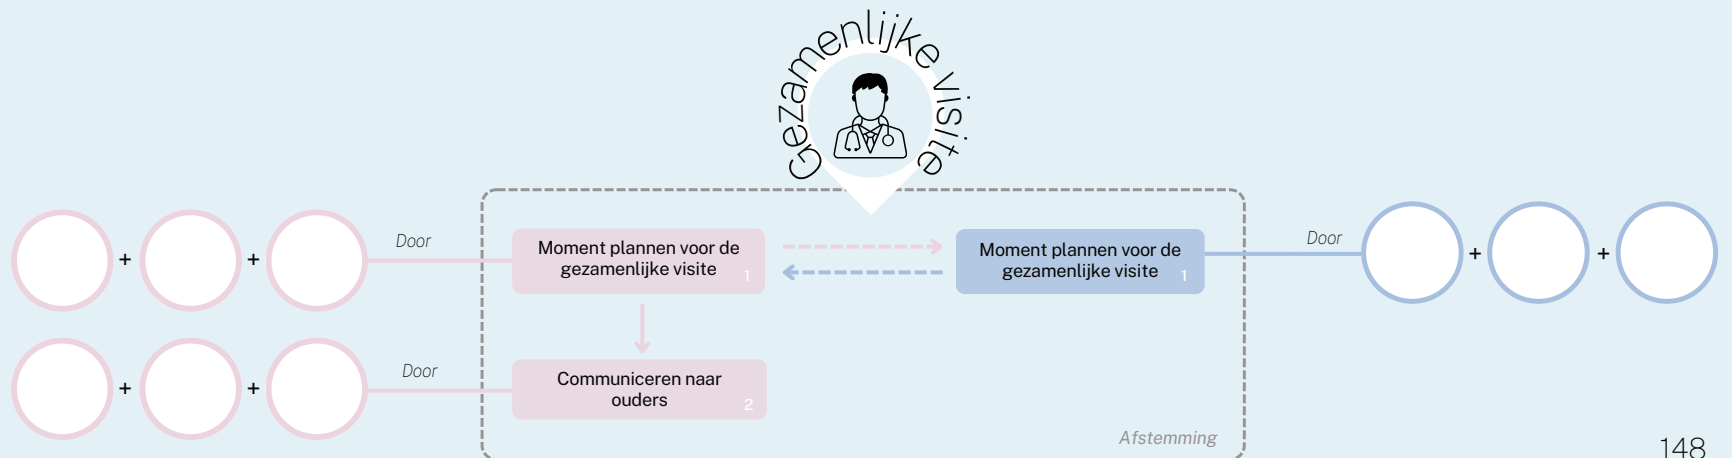 Gezamenlijke visite
Door
Moment plannen voor de
gezamenlijke visite
1
Moment plannen voor de
gezamenlijke visite
1
Door
+ +
+ +
Door
Communiceren naar
ouders
2
+ +
Afstemming
148